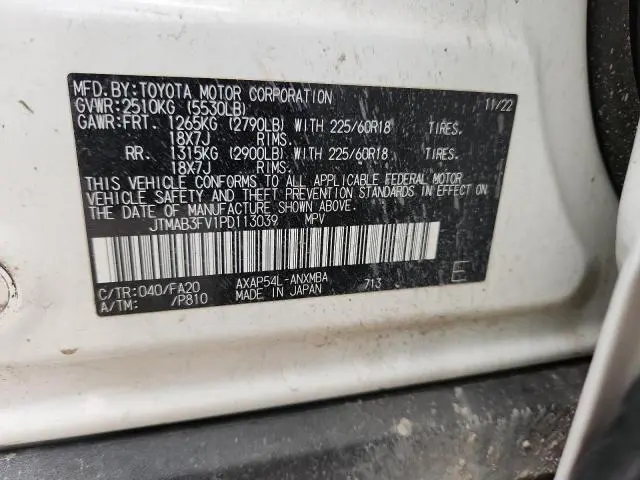 MFD. BY: TOYOTA MOTOR CORPORATION 11/22
GVWR: 2510KG (5530LB)
GAWR: FRT. 1265KG (2790LB) WITH 225/60R18 TIRES.
18X7J RIMS.
RR. 1315KG (2900LB) WITH 225/60R18 TIRES.
18X7J RIMS.
THIS VEHICLE CONFORMS TO ALL APPLICABLE FEDERAL MOTOR
VEHICLE SAFETY AND THEFT PREVENTION STANDARDS IN EFFECT
ON THE DATE OF MANUFACTURE SHOWN ABOVE.
JTMAB3FV1PD113039 MPV
C/TR: 040/FA20 AXAP54L-ANXMBA 713 E
A/TM: /P810 MADE IN JAPAN